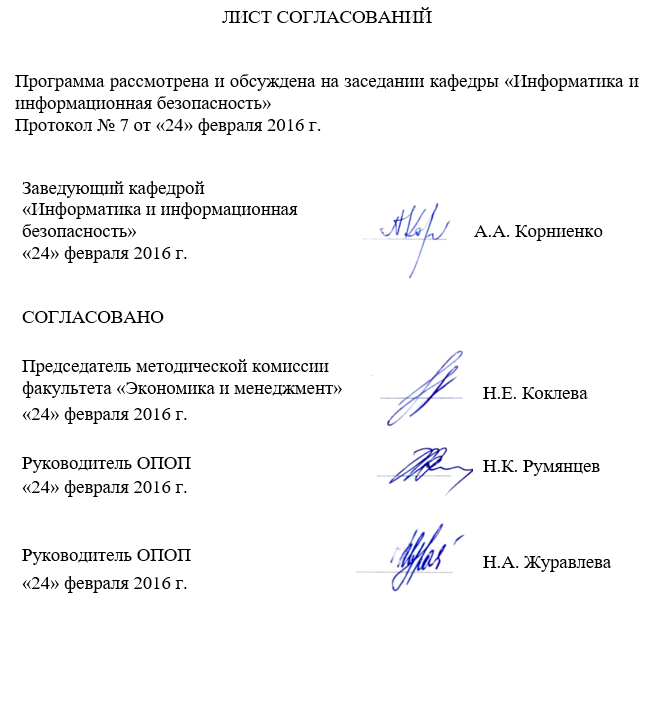 ЛИСТ СОГЛАСОВАНИЙ
Программа рассмотрена и обсуждена на заседании кафедры «Информатика и
информационная безопасность»
Протокол № 7 от «24» февраля 2016 г.
Заведующий кафедрой
«Информатика и информационная
безопасность»
А.А. Корниенко
«24» февраля 2016 г.
СОГЛАСОВАНО
Председатель методической комиссии
факультета «Экономика и менеджмент»
Н.Е. Коклева
«24» февраля 2016 г.
Руководитель ОПОП
Н.К. Румянцев
«24» февраля 2016 г.
Руководитель ОПОП
Н.А. Журавлева
«24» февраля 2016 г.